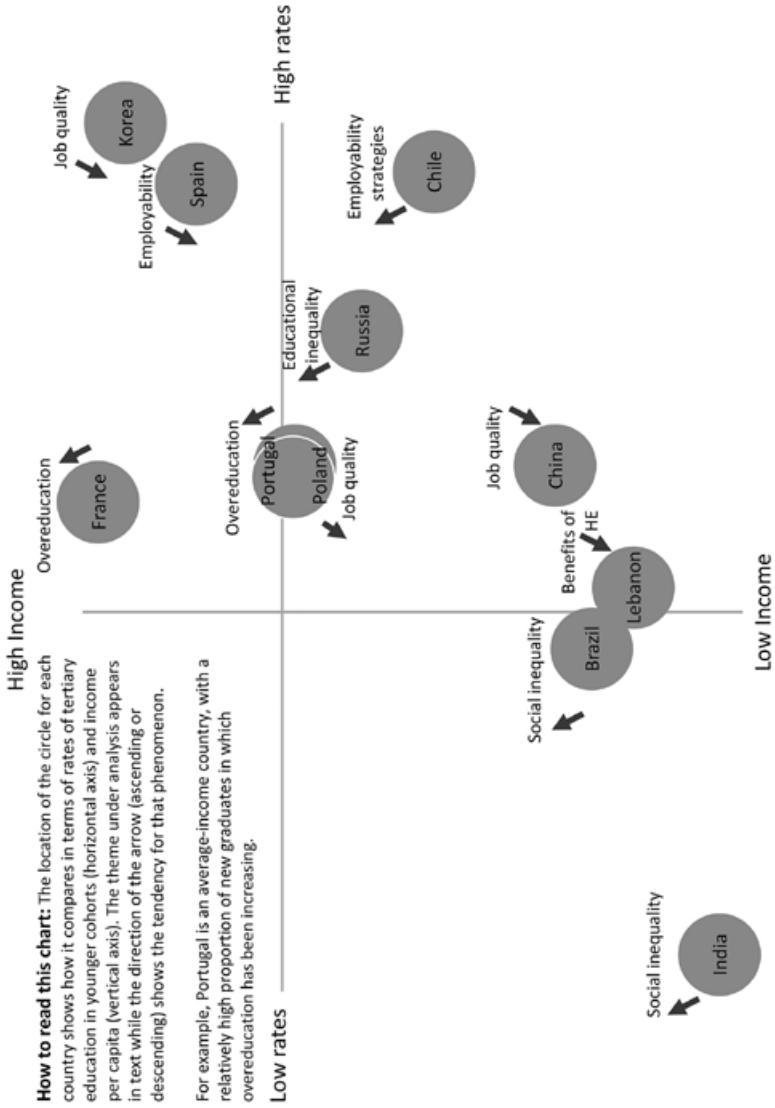 High Income
How to read this chart: The location of the circle for each
country shows how it compares in terms of rates of tertiary
education in younger cohorts (horizontal axis) and income
per capita (vertical axis). The theme under analysis appears
in text while the direction of the arrow (ascending or
descending) shows the tendency for that phenomenon.
For example, Portugal is an average-income country, with a
relatively high proportion of new graduates in which
overeducation has been increasing.
Overeducation
France
Job quality
Korea
Employability
Spain
Low rates
High rates
Overeducation
Portugal
Poland
Job quality
Educational
inequality
Russia
Employability
strategies
Chile
Job quality
China
Benefits of
HE
Lebanon
Social inequality
Brazil
Social inequality
India
Low Income